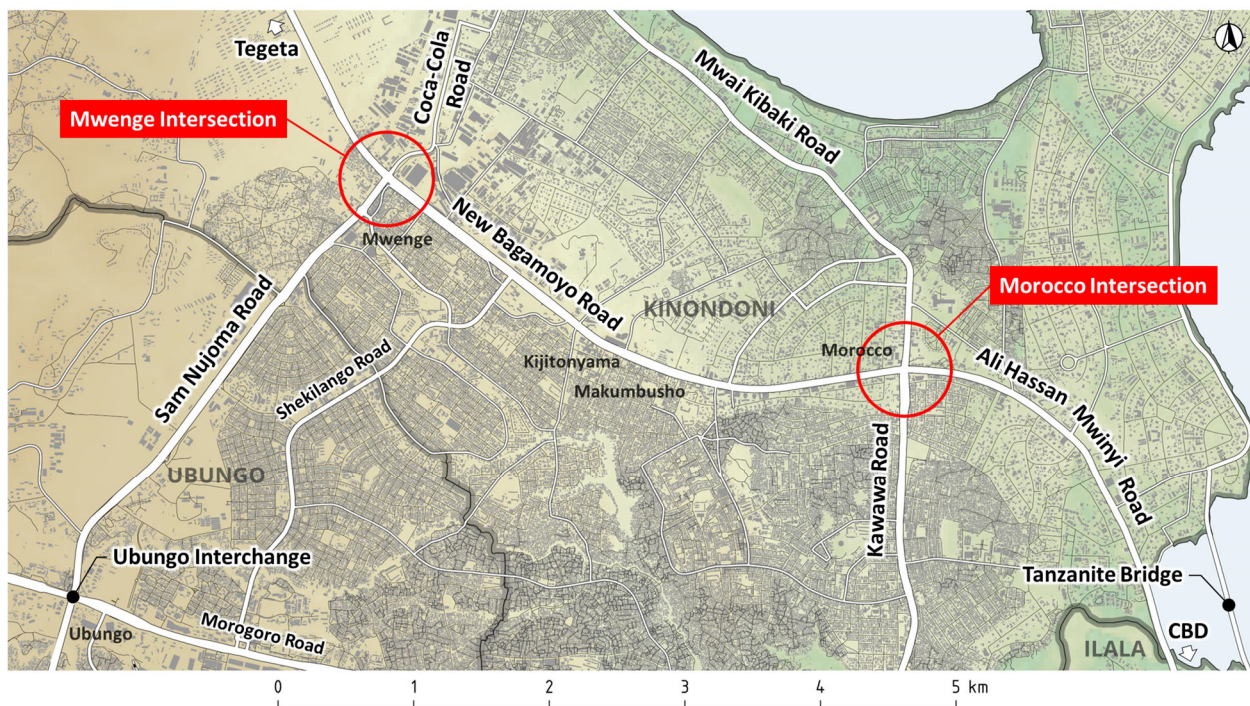 Tegeta
Coca-Cola
Road
Mwai Kibaki Road
Mwenge Intersection
New Bagamoyo Road
Mwenge
KINONDONI
Morocco Intersection
Sam Nujoma Road
Shekilango Road
Kijitonyama
Makumbusho
Morocco
Ali Hassan Mwinyi Road
UBUNGO
Kawawa Road
Ubungo Interchange
Tanzanite Bridge
Ubungo
Morogoro Road
CBD
ILALA
0 1 2 3 4 5 km